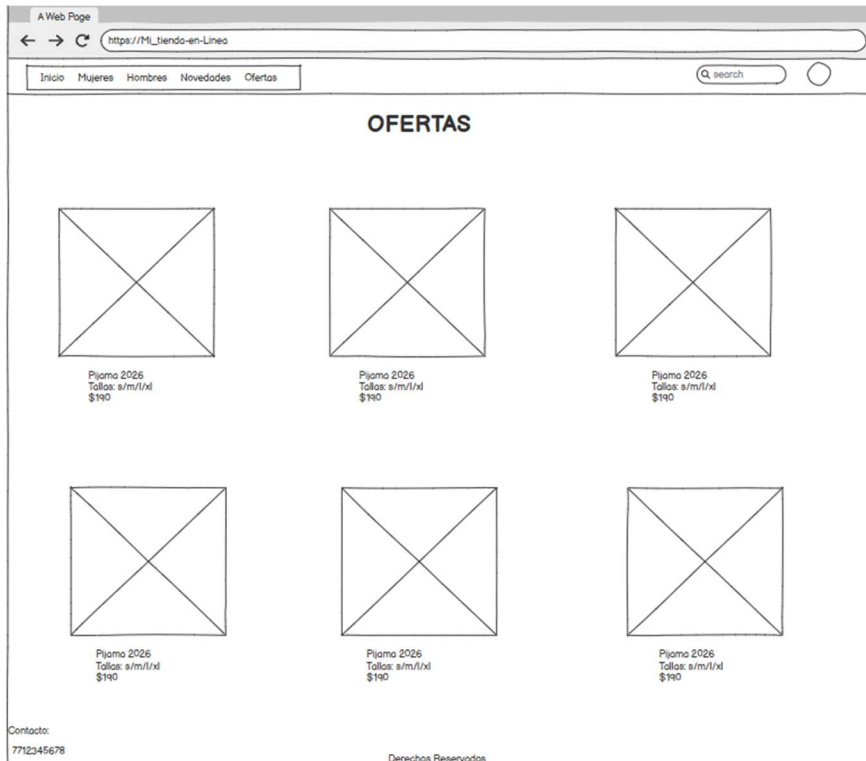 A Web Page
https://Mi_tienda-en-Linea
Inicio Mujeres Hombres Novedades Ofertas
search
OFERTAS
Pijama 2026
Tallas: s/m/l/xl
$190
Pijama 2026
Tallas: s/m/l/xl
$190
Pijama 2026
Tallas: s/m/l/xl
$190
Pijama 2026
Tallas: s/m/l/xl
$190
Pijama 2026
Tallas: s/m/l/xl
$190
Pijama 2026
Tallas: s/m/l/xl
$190
Contacto:
7712345678
Derechos Reservados